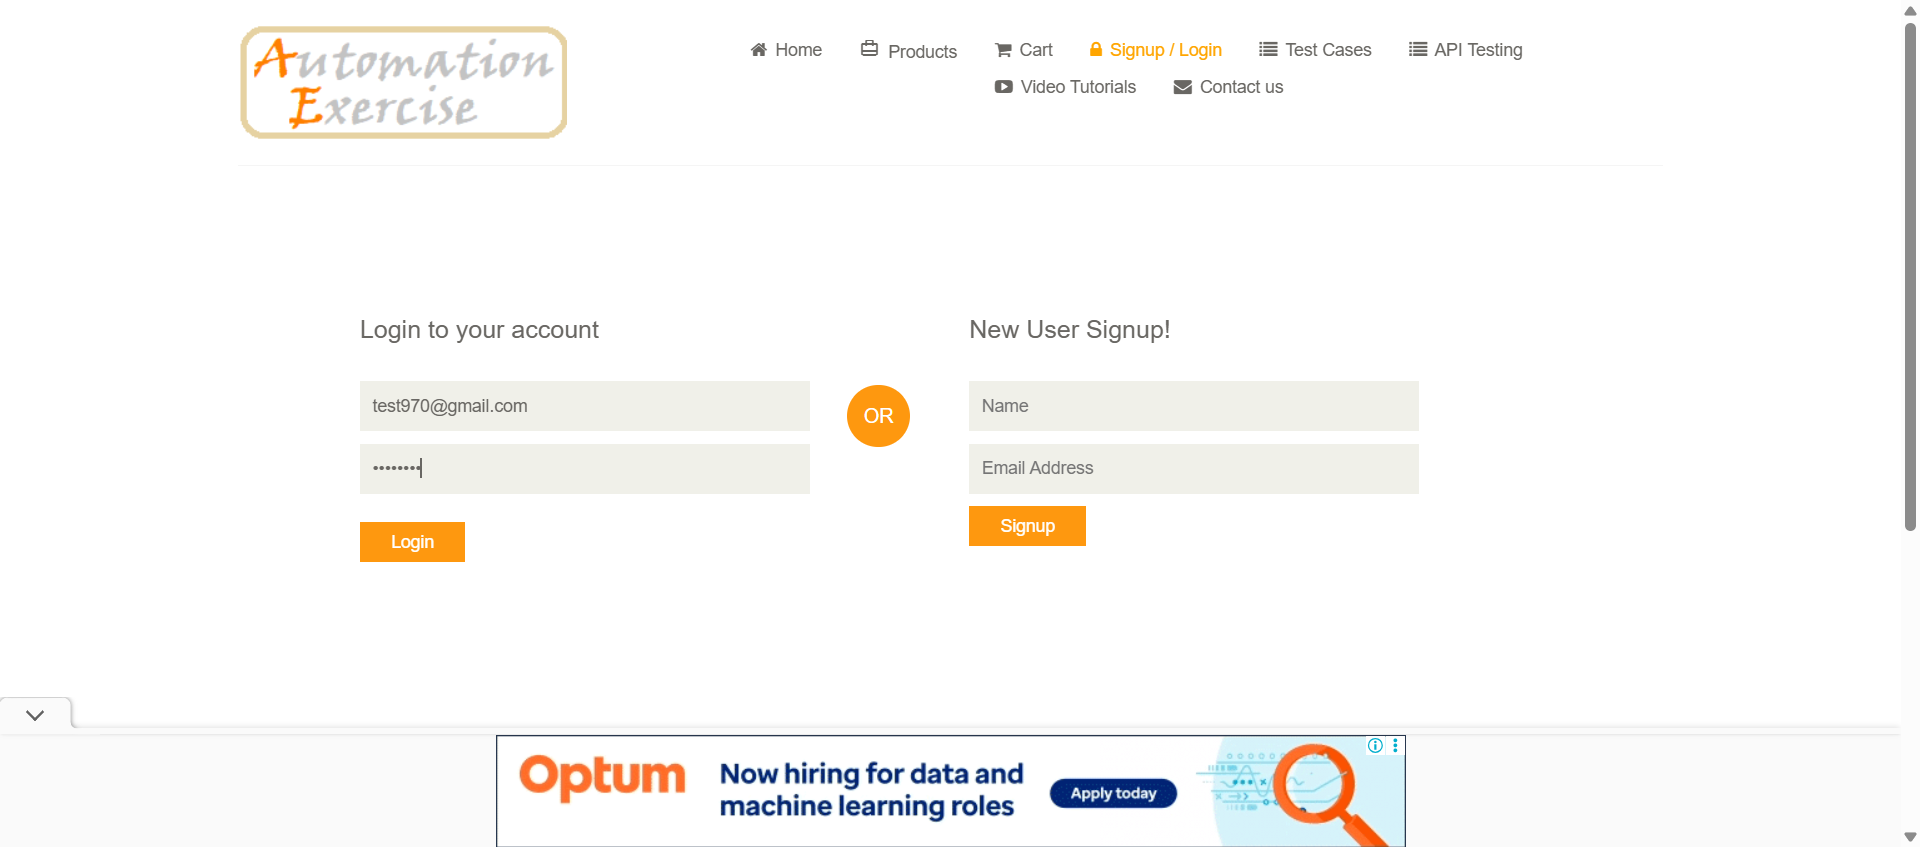 Automation
Exercise
Home
Products
Cart
Signup / Login
Test Cases
API Testing
Video Tutorials
Contact us
Login to your account
test970@gmail.com
••••••••
Login
OR
New User Signup!
Name
Email Address
Signup
Optum
Now hiring for data and
machine learning roles
Apply today